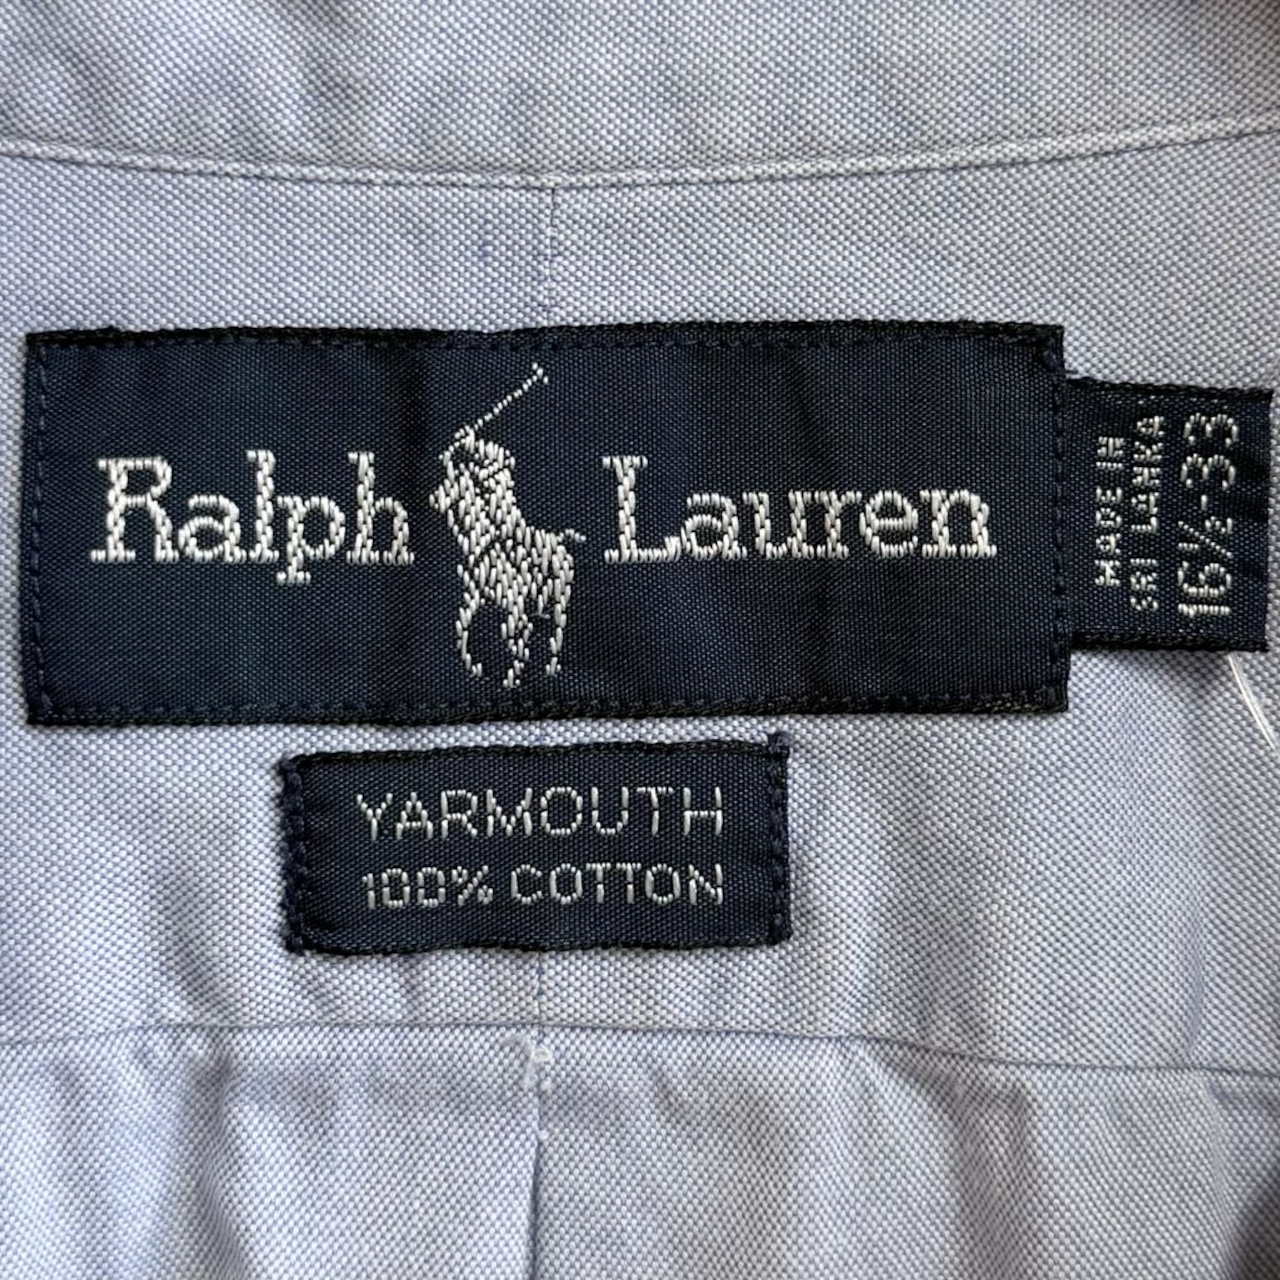 Ralph Lauren
MADE IN
SRI LANKA
16½-33
YARMOUTH
100% COTTON